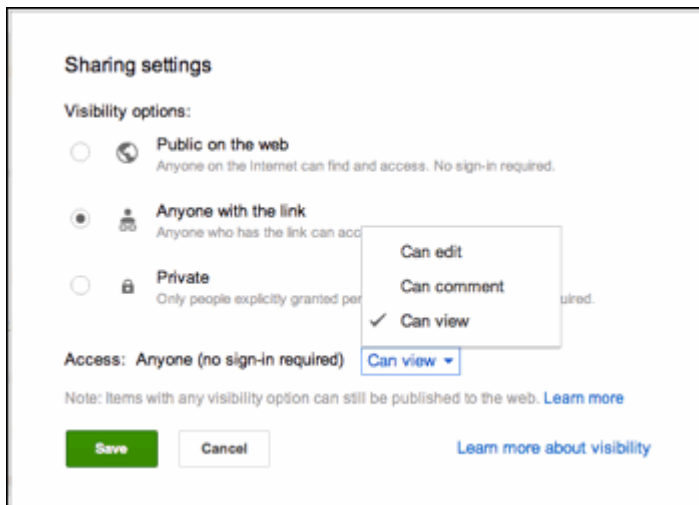 Sharing settings
Visibility options:
Public on the web
Anyone on the Internet can find and access. No sign-in required.
Anyone with the link
Anyone who has the link can acc
Can edit
Private
Can comment
Only people explicitly granted per uired.
Can view
Access: Anyone (no sign-in required) Can view
Note: Items with any visibility option can still be published to the web. Learn more
Save Cancel Learn more about visibility